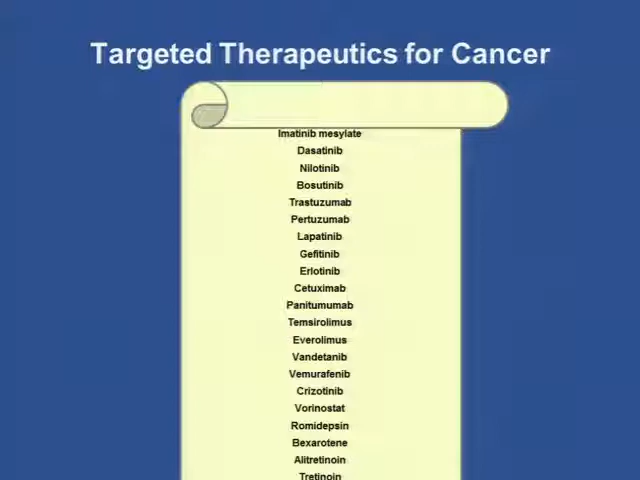 Targeted Therapeutics for Cancer
Imatinib mesylate
Dasatinib
Nilotinib
Bosutinib
Trastuzumab
Pertuzumab
Lapatinib
Gefitinib
Erlotinib
Cetuximab
Panitumumab
Temsirolimus
Everolimus
Vandetanib
Vemurafenib
Crizotinib
Vorinostat
Romidepsin
Bexarotene
Alitretinoin
Tretinoin